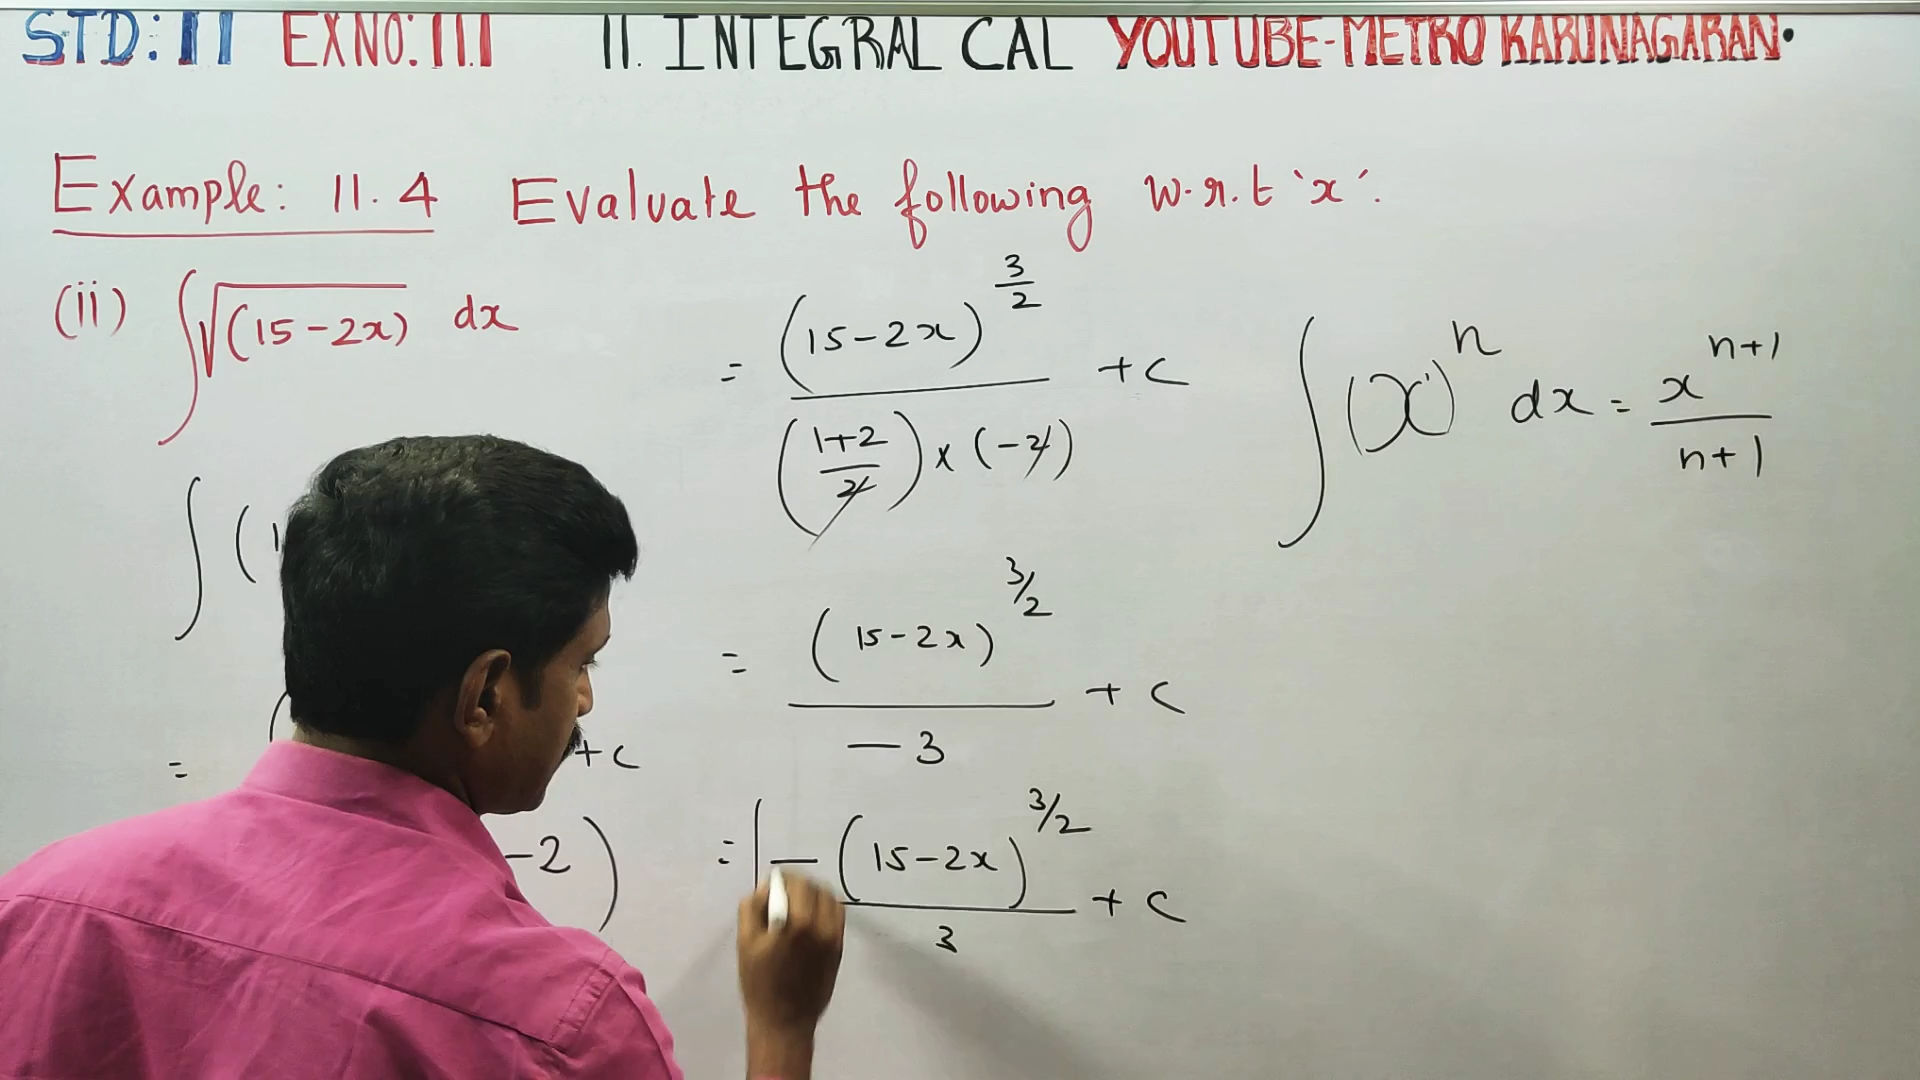 STD: 11 EXNO: 11.1 11. INTEGRAL CAL YOUTUBE-METRO KARUNAGARAN.
Example: 11.4 Evaluate the following w.r.t 'x'.
(ii) ∫√(15-2x) dx
∫ (1
= ( +c
-2 )
= (15-2x)^(3/2) / ((1+2)/2) × (-2) + c
= (15-2x)^(3/2) / -3 + c
= - (15-2x)^(3/2) / 3 + c
∫ (x)^n dx = x^(n+1) / n+1